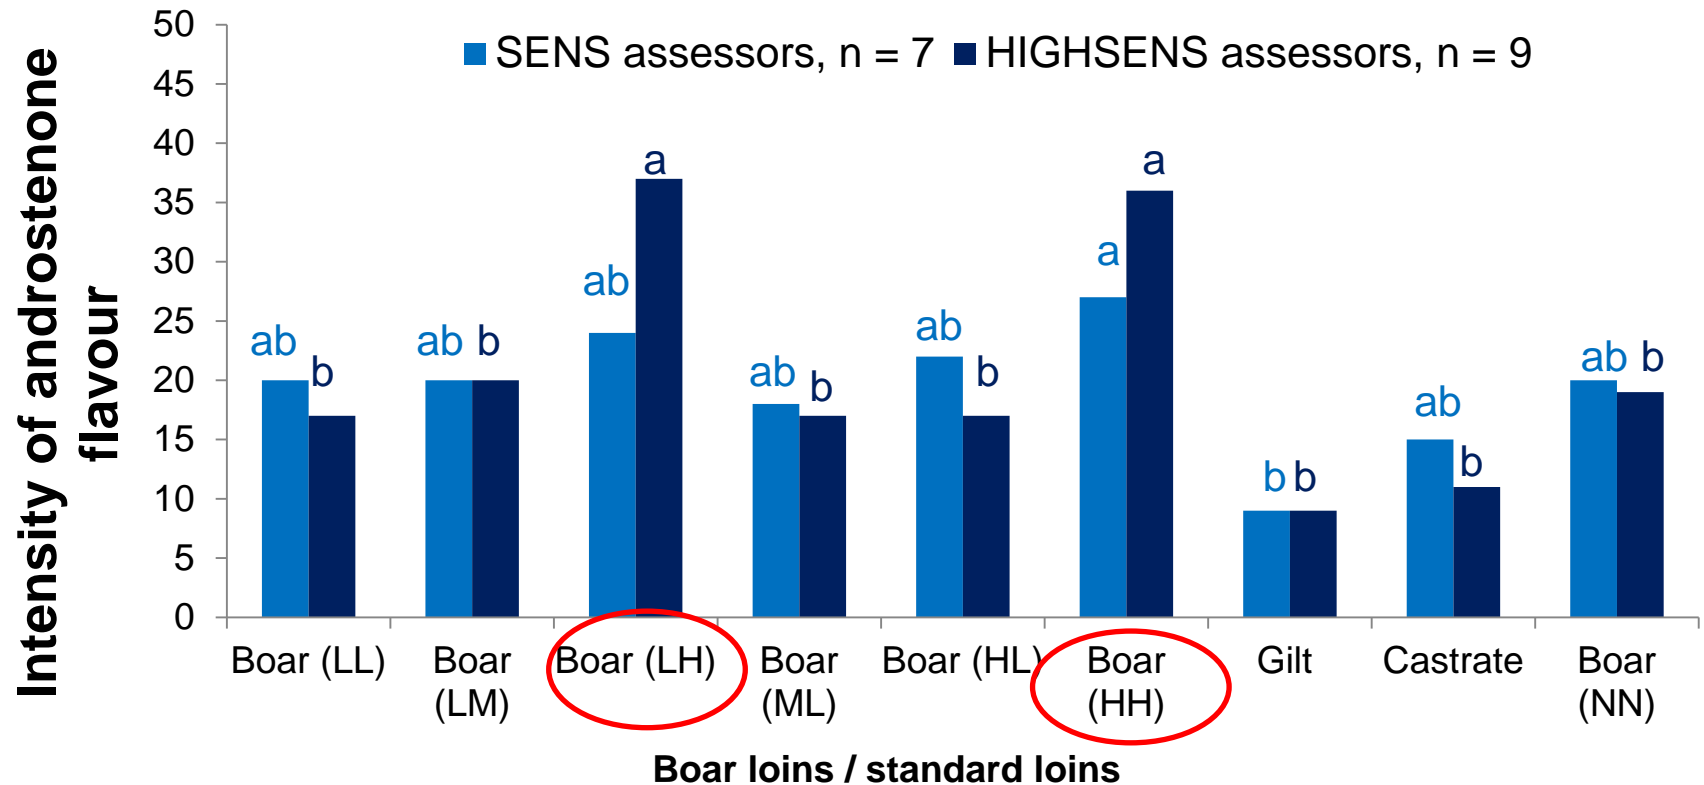 Intensity of androstenone
flavour
50
45
40
35
30
25
20
15
10
5
0
SENS assessors, n = 7 HIGHSENS assessors, n = 9
ab b
ab b
ab a
ab b
ab b
a a
b b
ab b
ab b
Boar (LL)
Boar
(LM)
Boar (LH)
Boar
(ML)
Boar (HL)
Boar
(HH)
Gilt
Castrate
Boar
(NN)
Boar loins / standard loins